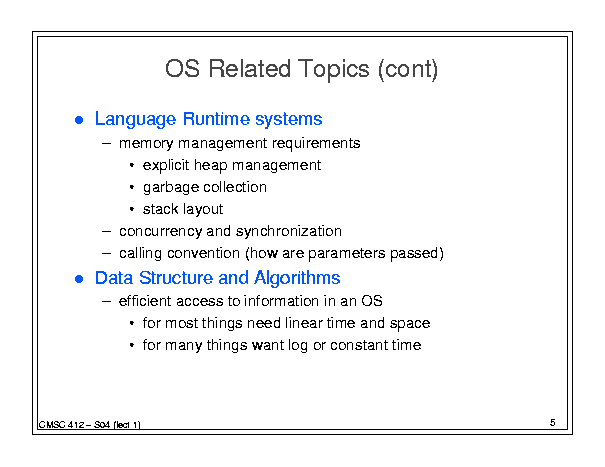 OS Related Topics (cont)
● Language Runtime systems
– memory management requirements
• explicit heap management
• garbage collection
• stack layout
– concurrency and synchronization
– calling convention (how are parameters passed)
● Data Structure and Algorithms
– efficient access to information in an OS
• for most things need linear time and space
• for many things want log or constant time
CMSC 412 – S04 (lect 1)
5